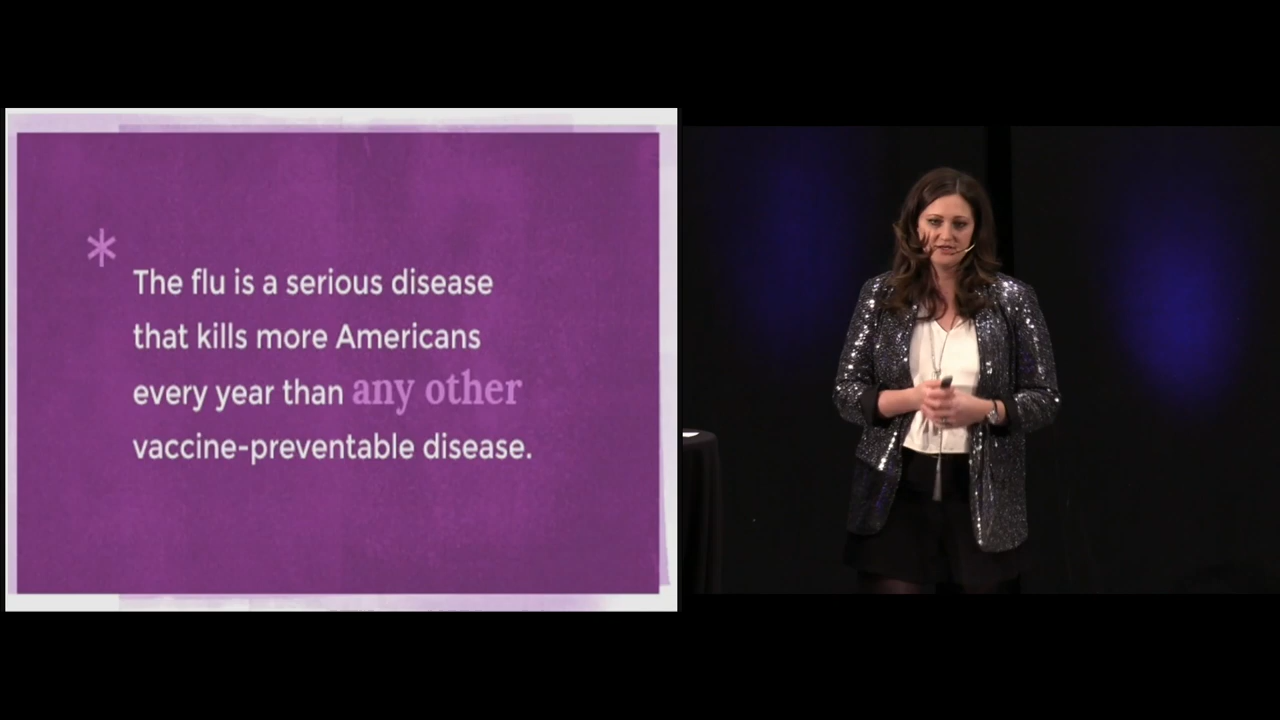 *
The flu is a serious disease
that kills more Americans
every year than any other
vaccine-preventable disease.